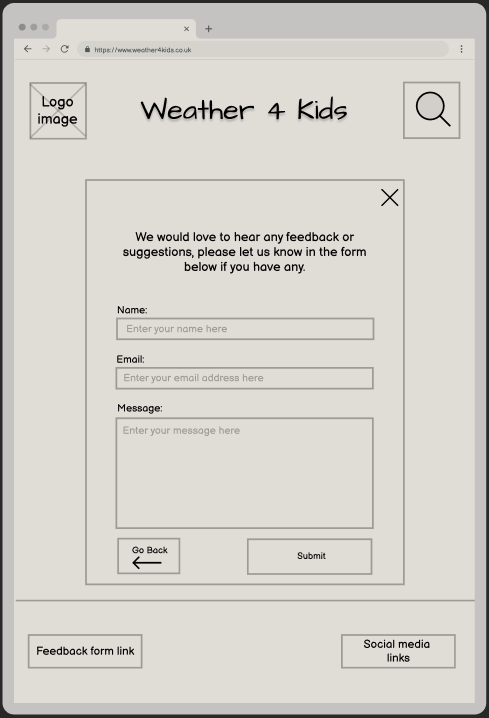 https://www.weather4kids.co.uk
Logo
image
Weather 4 Kids
We would love to hear any feedback or
suggestions, please let us know in the form
below if you have any.
Name:
Enter your name here
Email:
Enter your email address here
Message:
Enter your message here
Go Back
Submit
Feedback form link
Social media
links